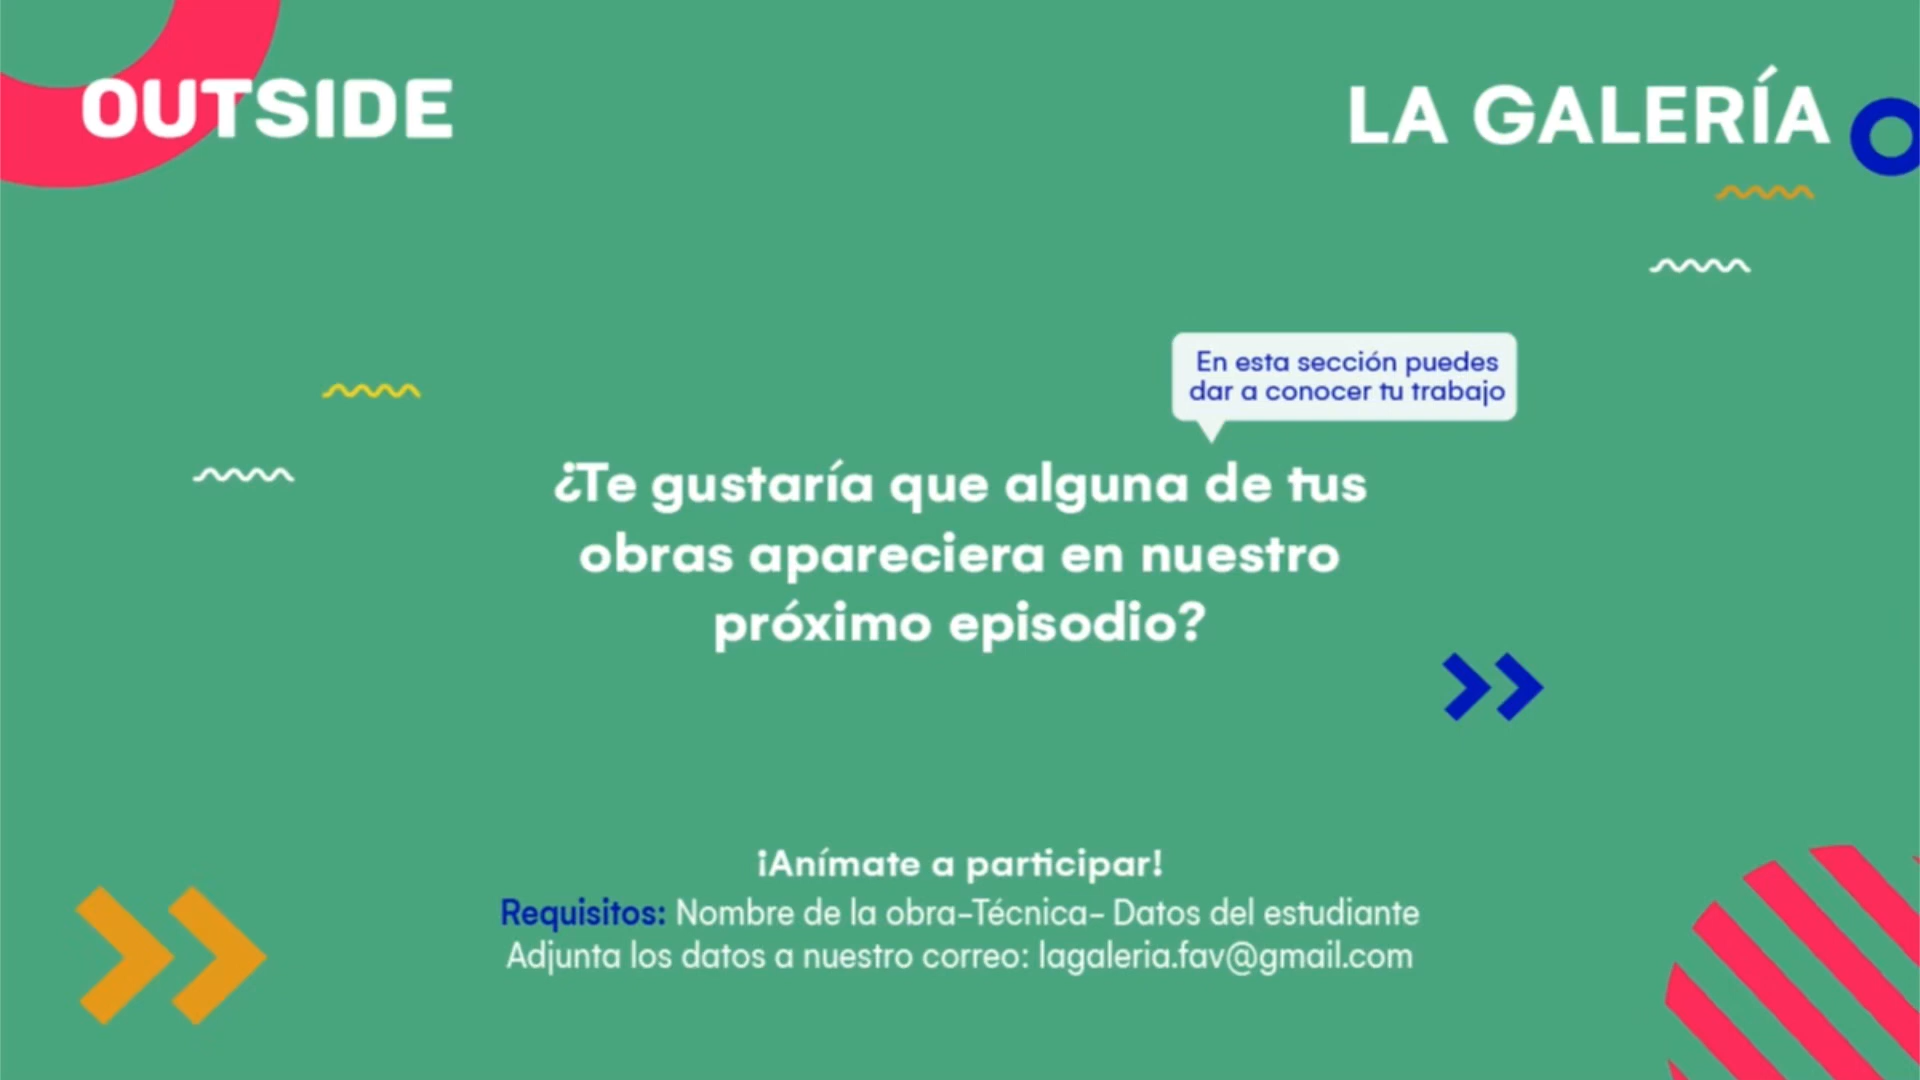 OUTSIDE
LA GALERÍA
En esta sección puedes
dar a conocer tu trabajo
¿Te gustaría que alguna de tus
obras apareciera en nuestro
próximo episodio?
¡Anímate a participar!
Requisitos: Nombre de la obra-Técnica- Datos del estudiante
Adjunta los datos a nuestro correo: lagaleria.fav@gmail.com